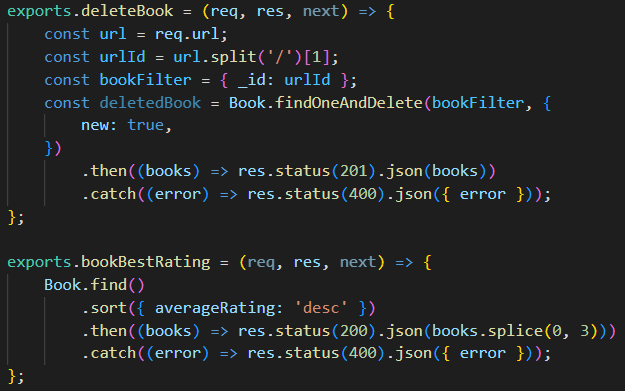 exports.deleteBook = (req, res, next) => {
    const url = req.url;
    const urlId = url.split('/')[1];
    const bookFilter = { _id: urlId };
    const deletedBook = Book.findOneAndDelete(bookFilter, {
        new: true,
    })
        .then((books) => res.status(201).json(books))
        .catch((error) => res.status(400).json({ error }));
};

exports.bookBestRating = (req, res, next) => {
    Book.find()
        .sort({ averageRating: 'desc' })
        .then((books) => res.status(200).json(books.splice(0, 3)))
        .catch((error) => res.status(400).json({ error }));
};